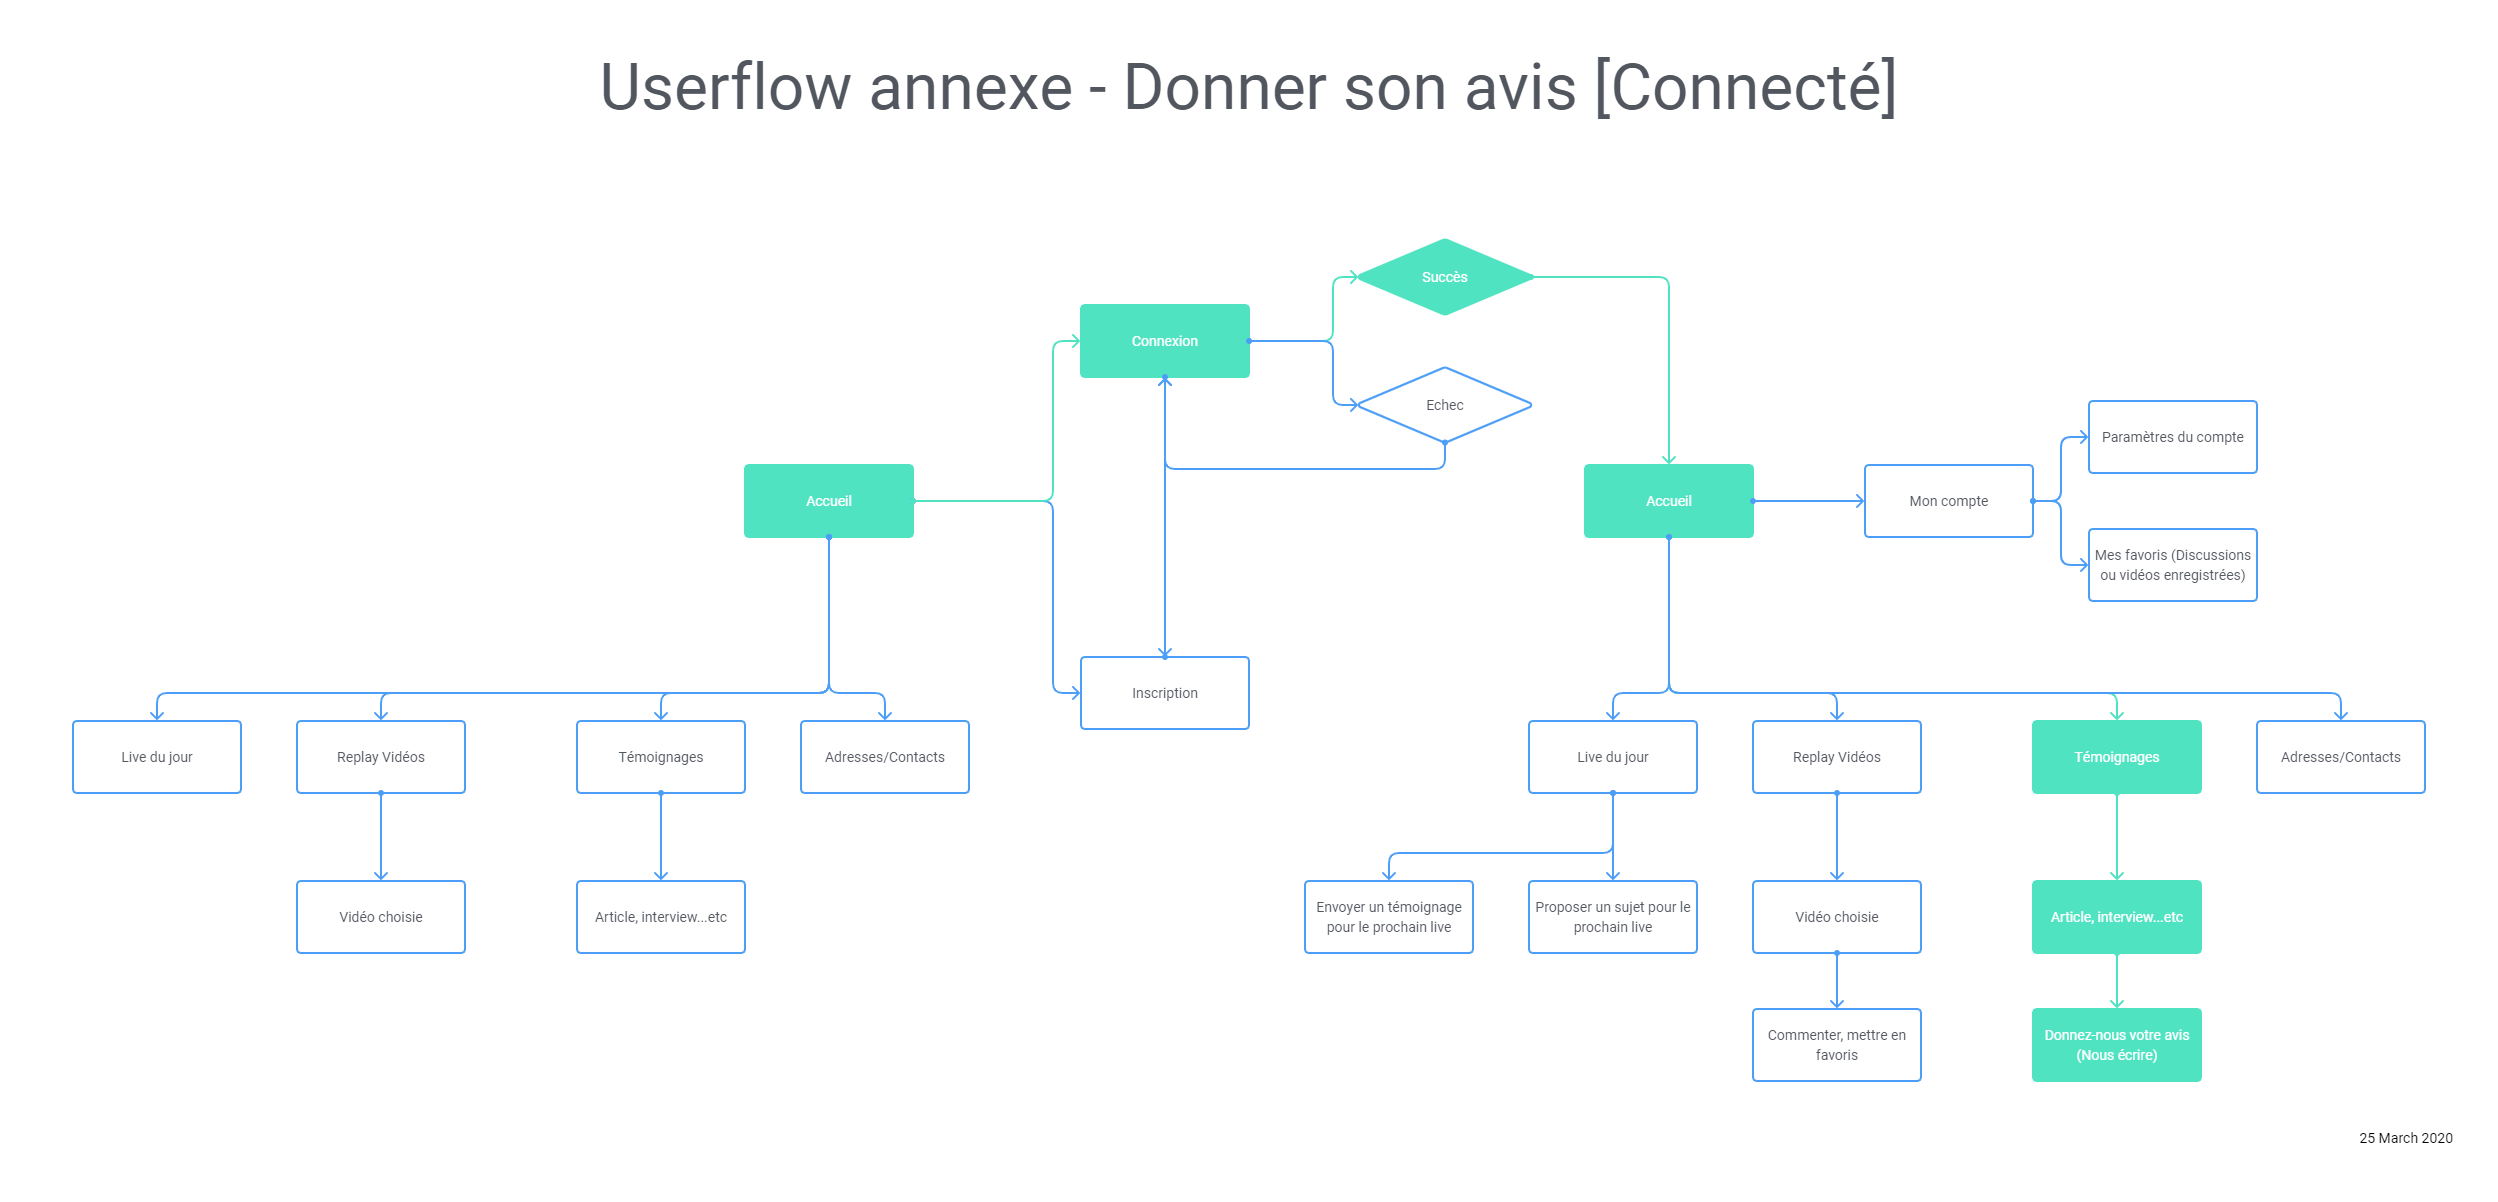 Userflow annexe - Donner son avis [Connecté]
Succès
Connexion
Echec
Accueil
Accueil
Mon compte
Paramètres du compte
Mes favoris (Discussions
ou vidéos enregistrées)
Inscription
Live du jour
Replay Vidéos
Témoignages
Adresses/Contacts
Live du jour
Replay Vidéos
Témoignages
Adresses/Contacts
Vidéo choisie
Article, interview...etc
Envoyer un témoignage
pour le prochain live
Proposer un sujet pour le
prochain live
Vidéo choisie
Article, interview...etc
Commenter, mettre en
favoris
Donnez-nous votre avis
(Nous écrire)
25 March 2020